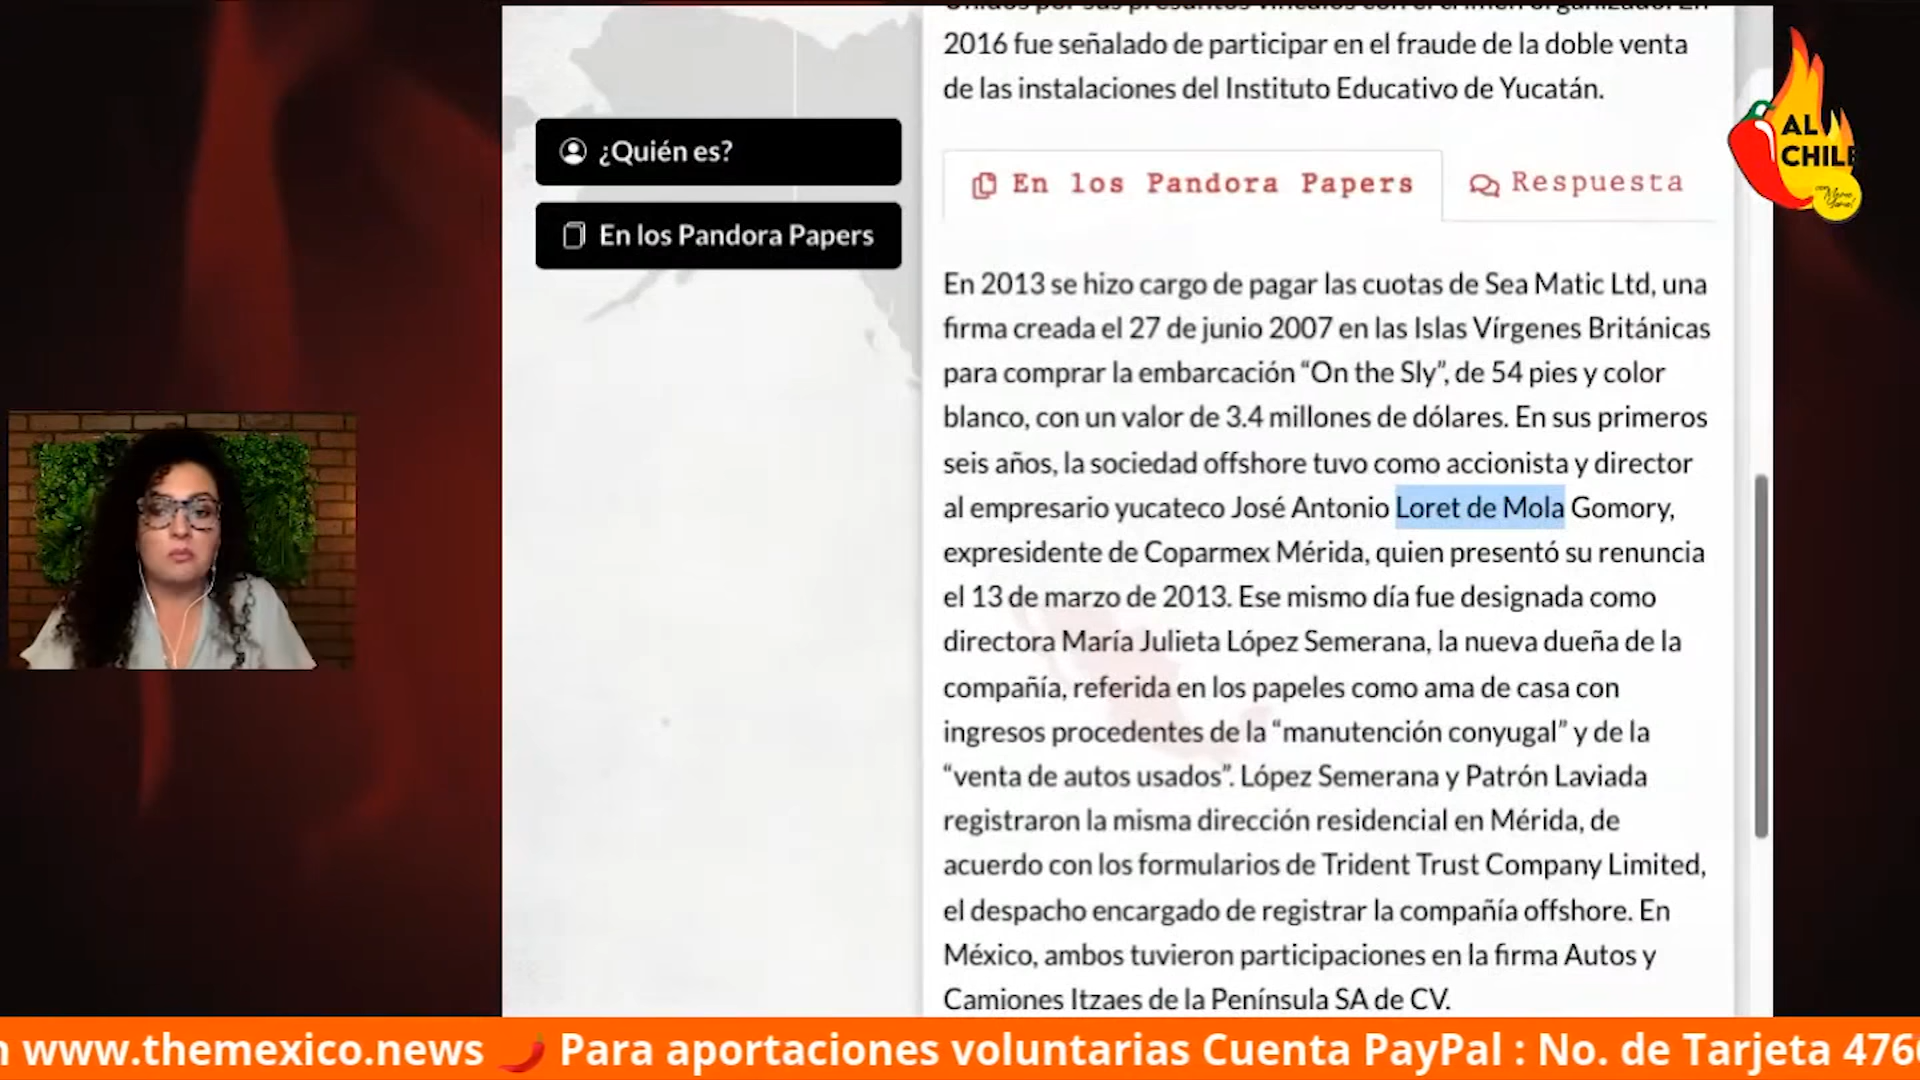 Unidos por sus presuntos vínculos con el crimen organizado. En
2016 fue señalado de participar en el fraude de la doble venta
de las instalaciones del Instituto Educativo de Yucatán.
¿Quién es?
En los Pandora Papers
En los Pandora Papers
Respuesta
AL
CHILE
En 2013 se hizo cargo de pagar las cuotas de Sea Matic Ltd, una
firma creada el 27 de junio 2007 en las Islas Vírgenes Británicas
para comprar la embarcación “On the Sly”, de 54 pies y color
blanco, con un valor de 3.4 millones de dólares. En sus primeros
seis años, la sociedad offshore tuvo como accionista y director
al empresario yucateco José Antonio Loret de Mola Gomory,
expresidente de Coparmex Mérida, quien presentó su renuncia
el 13 de marzo de 2013. Ese mismo día fue designada como
directora María Julieta López Semerana, la nueva dueña de la
compañía, referida en los papeles como ama de casa con
ingresos procedentes de la “manutención conyugal” y de la
“venta de autos usados”. López Semerana y Patrón Laviada
registraron la misma dirección residencial en Mérida, de
acuerdo con los formularios de Trident Trust Company Limited,
el despacho encargado de registrar la compañía offshore. En
México, ambos tuvieron participaciones en la firma Autos y
Camiones Itzaes de la Península SA de CV.
www.themexico.news Para aportaciones voluntarias Cuenta PayPal : No. de Tarjeta 476